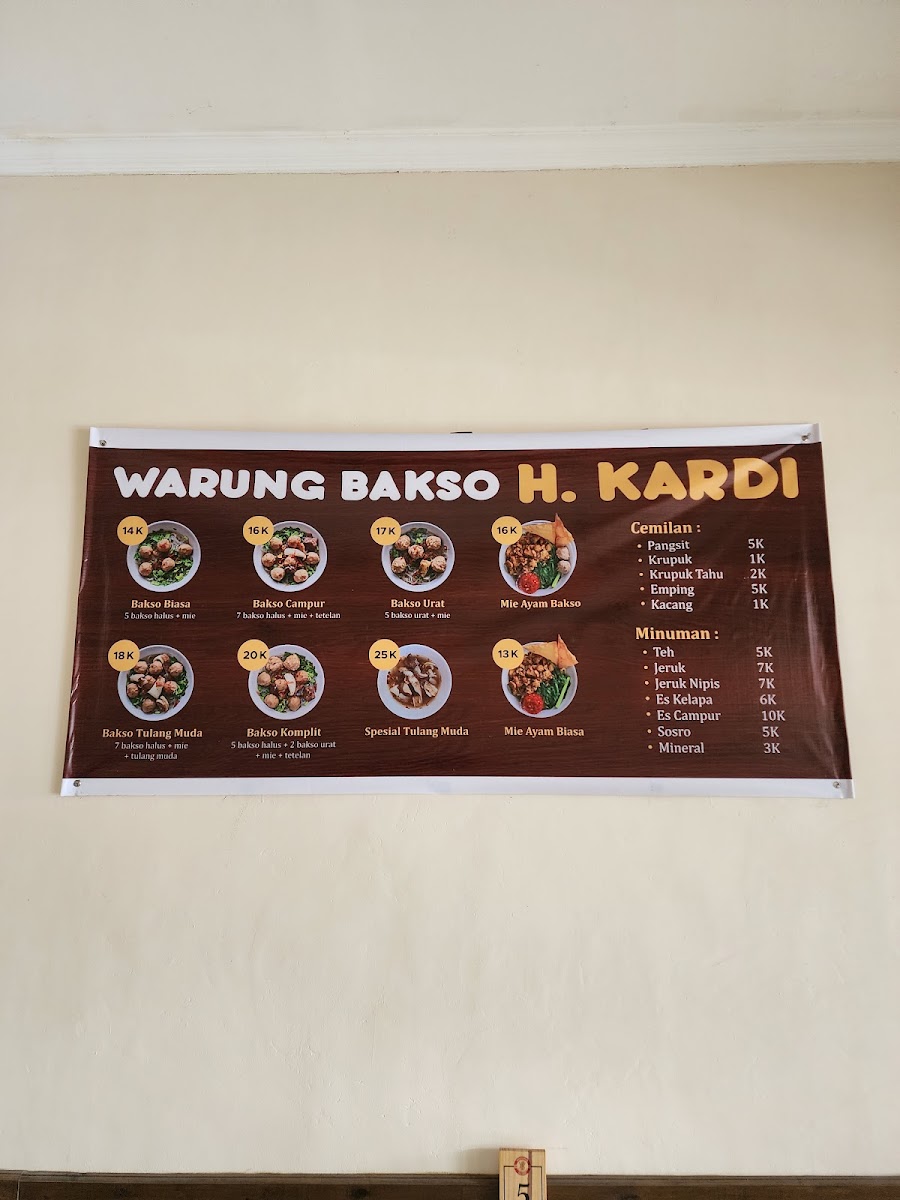 WARUNG BAKSO H. KARDI
14 K
Bakso Biasa
5 bakso halus + mie
16 K
Bakso Campur
7 bakso halus + mie + tetelan
17 K
Bakso Urat
5 bakso urat + mie
16 K
Mie Ayam Bakso
18 K
Bakso Tulang Muda
7 bakso halus + mie
+ tulang muda
20 K
Bakso Komplit
5 bakso halus + 2 bakso urat
+ mie + tetelan
25 K
Spesial Tulang Muda
13 K
Mie Ayam Biasa
Cemilan :
• Pangsit 5K
• Krupuk 1K
• Krupuk Tahu 2K
• Emping 5K
• Kacang 1K
Minuman :
• Teh 5K
• Jeruk 7K
• Jeruk Nipis 7K
• Es Kelapa 6K
• Es Campur 10K
• Sosro 5K
• Mineral 3K
5